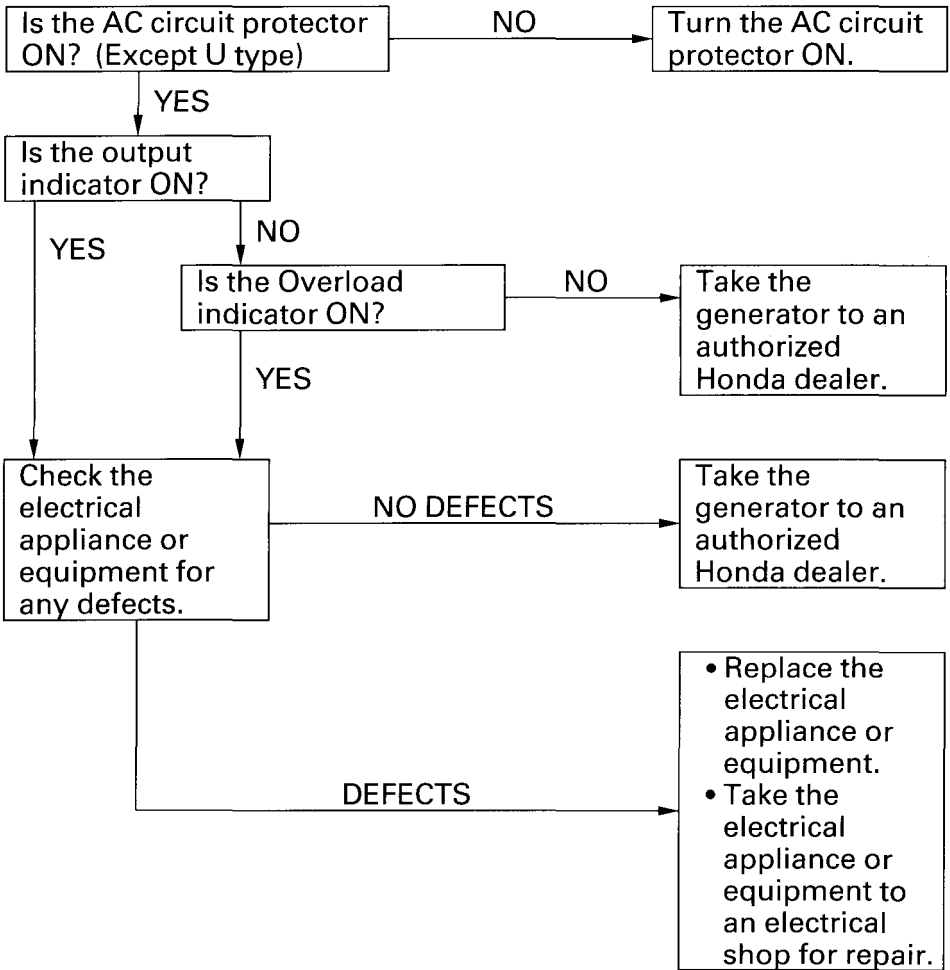 Is the AC circuit protector
ON? (Except U type)
NO
Turn the AC circuit
protector ON.
YES
Is the output
indicator ON?
YES
NO
Is the Overload
indicator ON?
NO
Take the
generator to an
authorized
Honda dealer.
YES
Check the
electrical
appliance or
equipment for
any defects.
NO DEFECTS
Take the
generator to an
authorized
Honda dealer.
DEFECTS
• Replace the
electrical
appliance or
equipment.
• Take the
electrical
appliance or
equipment to
an electrical
shop for repair.